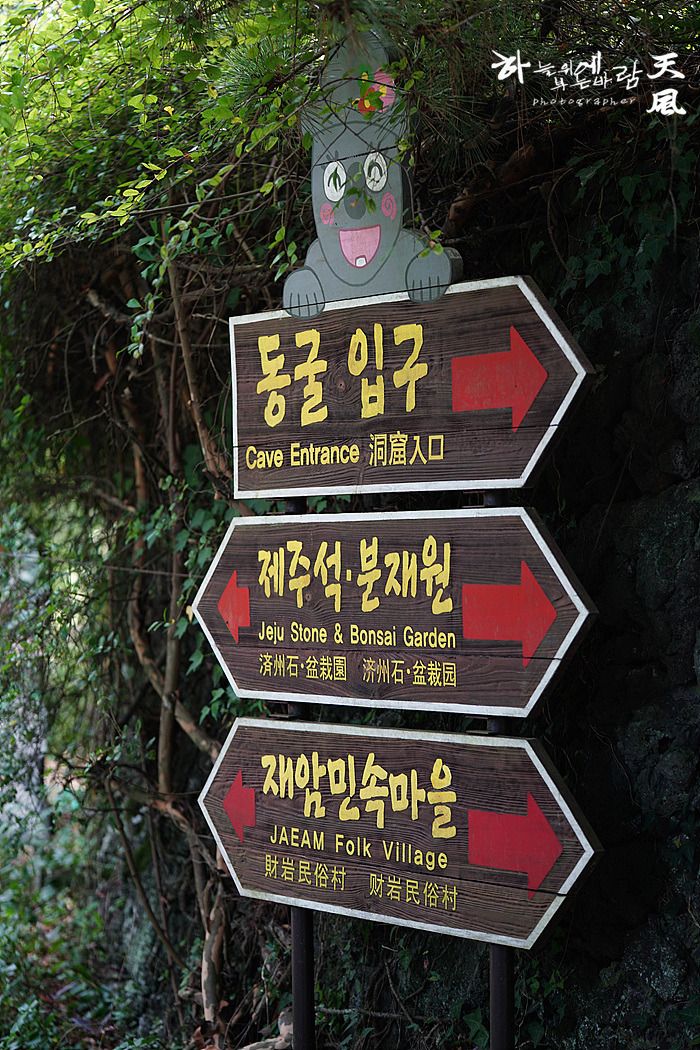 하늘위에 부는바람 天風
photographer
동굴 입구
Cave Entrance 洞窟入口
제주석·분재원
Jeju Stone & Bonsai Garden
済州石·盆栽園 济州石·盆栽园
재암민속마을
JAEAM Folk Village
財岩民俗村 财岩民俗村